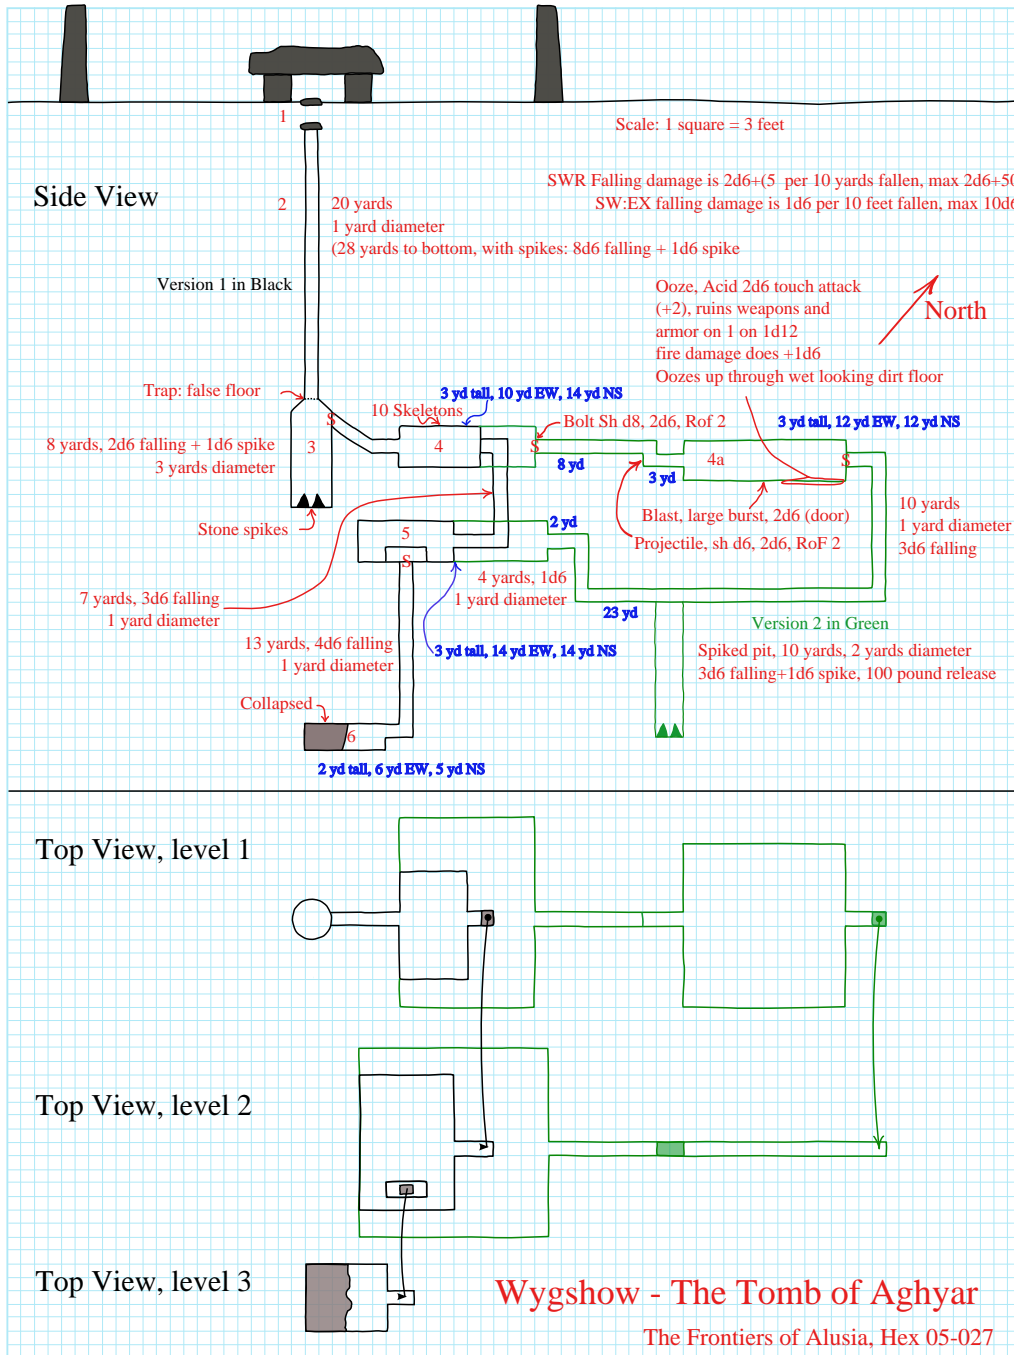 1
Scale: 1 square = 3 feet
Side View
SWR Falling damage is 2d6+(5 per 10 yards fallen, max 2d6+50
SW:EX falling damage is 1d6 per 10 feet fallen, max 10d6
2
20 yards
1 yard diameter
(28 yards to bottom, with spikes: 8d6 falling + 1d6 spike
Version 1 in Black
Ooze, Acid 2d6 touch attack
(+2), ruins weapons and
armor on 1 on 1d12
fire damage does +1d6
Oozes up through wet looking dirt floor
North
Trap: false floor
3 yd tall, 10 yd EW, 14 yd NS
10 Skeletons
Bolt Sh d8, 2d6, Rof 2
3 yd tall, 12 yd EW, 12 yd NS
8 yards, 2d6 falling + 1d6 spike
3 yards diameter
S
3
4
S
8 yd
3 yd
4a
S
Stone spikes
Blast, large burst, 2d6 (door)
Projectile, sh d6, 2d6, RoF 2
10 yards
1 yard diameter
3d6 falling
5
S
2 yd
4 yards, 1d6
1 yard diameter
7 yards, 3d6 falling
1 yard diameter
23 yd
Version 2 in Green
13 yards, 4d6 falling
1 yard diameter
3 yd tall, 14 yd EW, 14 yd NS
Spiked pit, 10 yards, 2 yards diameter
3d6 falling+1d6 spike, 100 pound release
Collapsed
6
2 yd tall, 6 yd EW, 5 yd NS
Top View, level 1
Top View, level 2
Top View, level 3
Wygshow - The Tomb of Aghyar
The Frontiers of Alusia, Hex 05-027